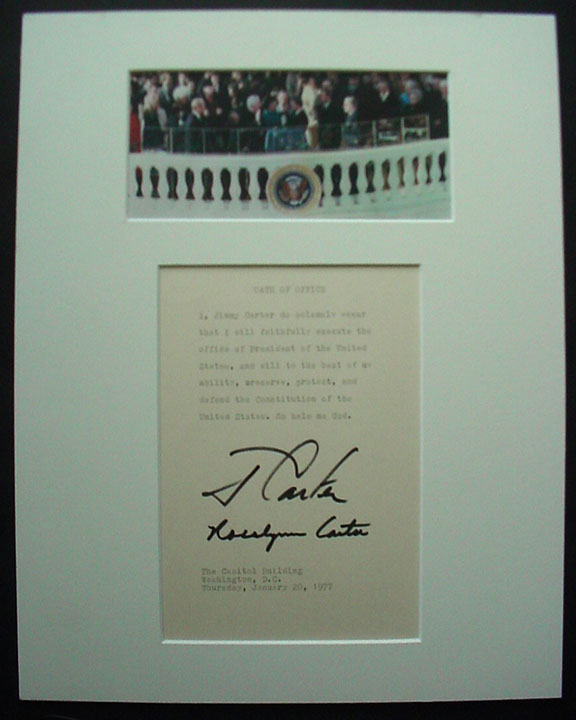 OATH OF OFFICE
I, Jimmy Carter do solemnly swear
that I will faithfully execute the
office of President of the United
States, and will to the best of my
ability, preserve, protect, and
defend the Constitution of the
United States. So help me God.
J Carter
Rosalynn Carter
The Capitol Building
Washington, D.C.
Thursday, January 20, 1977